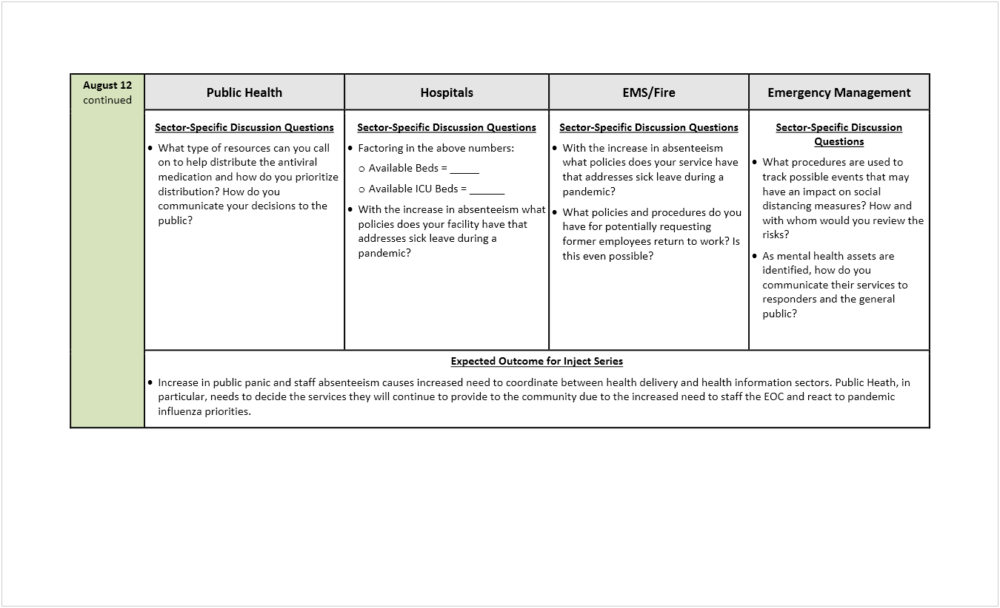 August 12
continued
Public Health
Hospitals
EMS/Fire
Emergency Management
Sector-Specific Discussion Questions
• What type of resources can you call
on to help distribute the antiviral
medication and how do you prioritize
distribution? How do you
communicate your decisions to the
public?
Sector-Specific Discussion Questions
• Factoring in the above numbers:
o Available Beds = _____
o Available ICU Beds = ______
• With the increase in absenteeism what
policies does your facility have that
addresses sick leave during a
pandemic?
Sector-Specific Discussion Questions
• With the increase in absenteeism
what policies does your service have
that addresses sick leave during a
pandemic?
• What policies and procedures do you
have for potentially requesting
former employees return to work? Is
this even possible?
Sector-Specific Discussion
Questions
• What procedures are used to
track possible events that may
have an impact on social
distancing measures? How and
with whom would you review the
risks?
• As mental health assets are
identified, how do you
communicate their services to
responders and the general
public?
Expected Outcome for Inject Series
• Increase in public panic and staff absenteeism causes increased need to coordinate between health delivery and health information sectors. Public Heath, in
particular, needs to decide the services they will continue to provide to the community due to the increased need to staff the EOC and react to pandemic
influenza priorities.